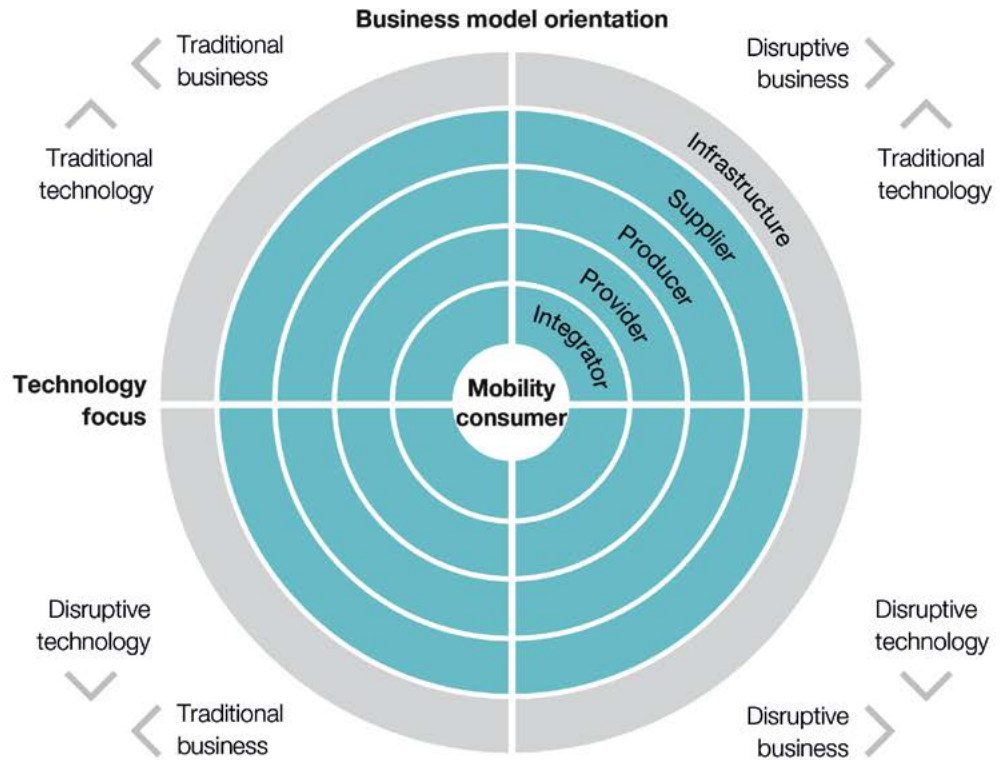 Business model orientation
Traditional
business
Disruptive
business
Traditional
technology
Traditional
technology
Infrastructure
Supplier
Producer
Provider
Integrator
Technology
focus
Mobility
consumer
Disruptive
technology
Disruptive
technology
Traditional
business
Disruptive
business